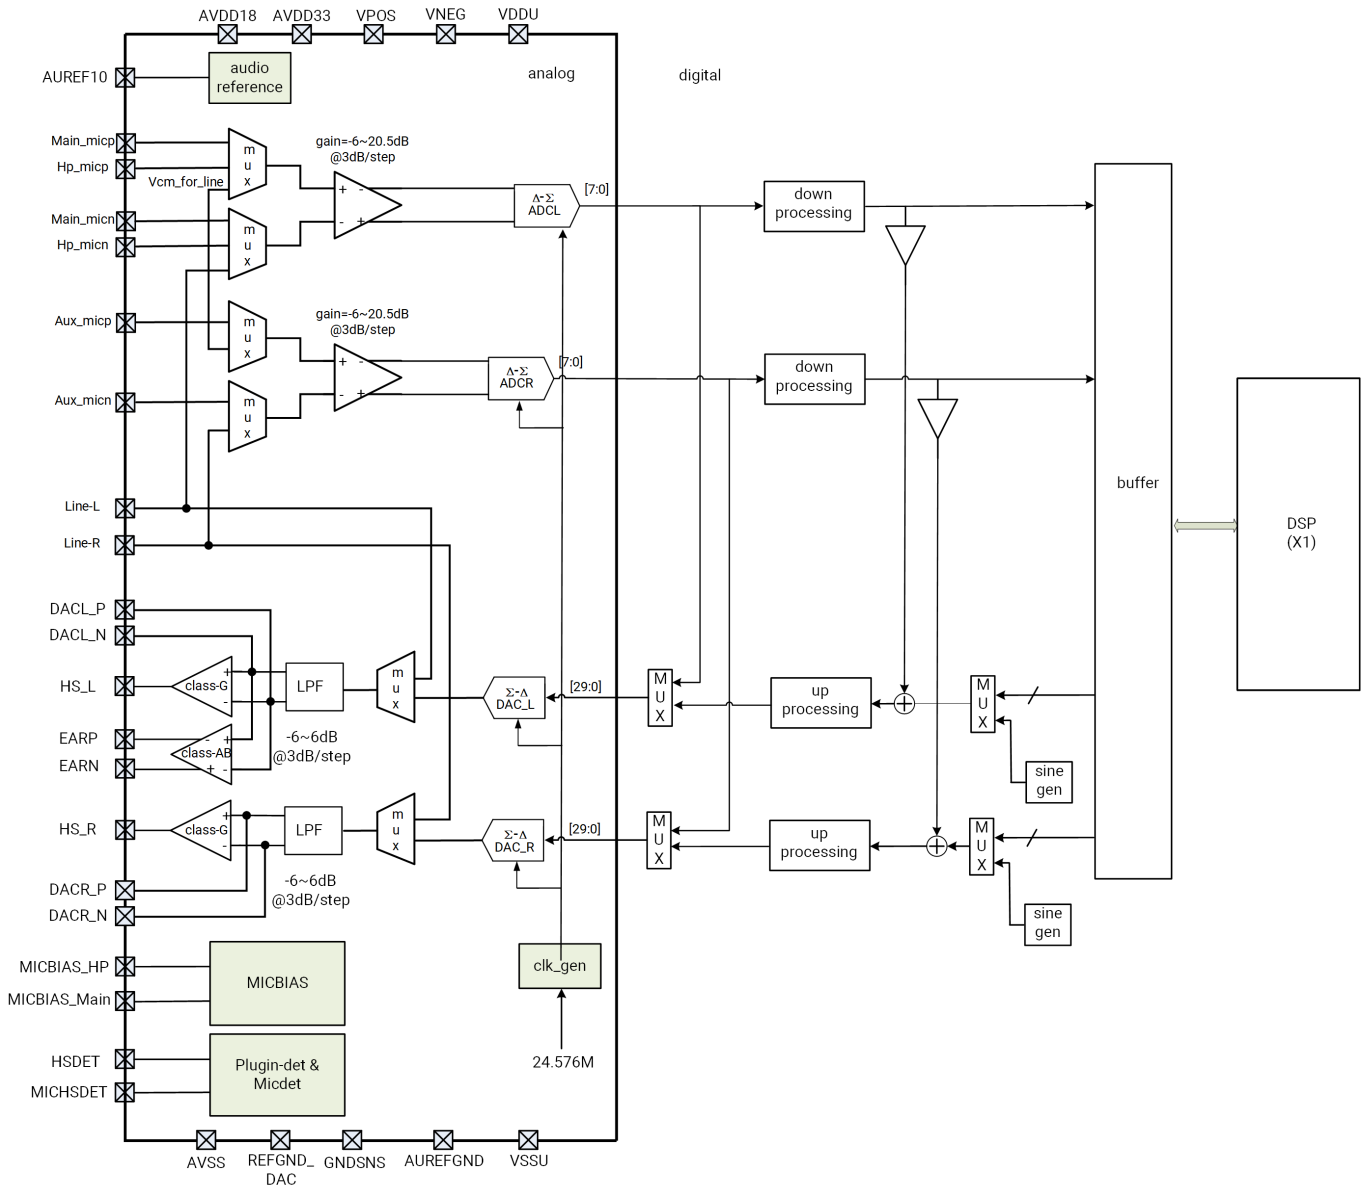 AVDD18
AVDD33
VPOS
VNEG
VDDU
AUREF10
audio
reference
analog
digital
Main_micp
Hp_micp
Vcm_for_line
Main_micn
Hp_micn
m
u
x
m
u
x
gain=-6~20.5dB
@3dB/step
+ -
- +
Δ-Σ
ADCL
[7:0]
down
processing
Aux_micp
Aux_micn
m
u
x
m
u
x
gain=-6~20.5dB
@3dB/step
+ -
- +
Δ-Σ
ADCR
[7:0]
down
processing
buffer
DSP
(X1)
Line-L
Line-R
DACL_P
DACL_N
HS_L
+
class-G
-
LPF
m
u
x
Σ-Δ
DAC_L
[29:0]
M
U
X
up
processing
M
U
X
sine
gen
EARP
EARN
- +
class-AB
+ -
-6~6dB
@3dB/step
HS_R
+
class-G
-
LPF
m
u
x
Σ-Δ
DAC_R
[29:0]
M
U
X
up
processing
M
U
X
sine
gen
DACR_P
DACR_N
-6~6dB
@3dB/step
MICBIAS_HP
MICBIAS_Main
MICBIAS
clk_gen
24.576M
HSDET
MICHSDET
Plugin-det &
Micdet
AVSS
REFGND_
DAC
GNDSNS
AUREFGND
VSSU